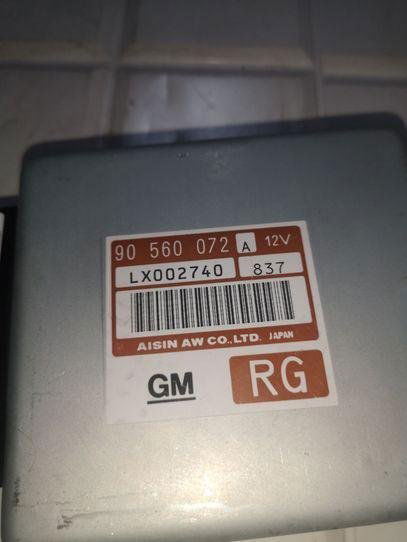 90 560 072 A 12V
LX002740 837
AISIN AW CO.,LTD. JAPAN
GM RG